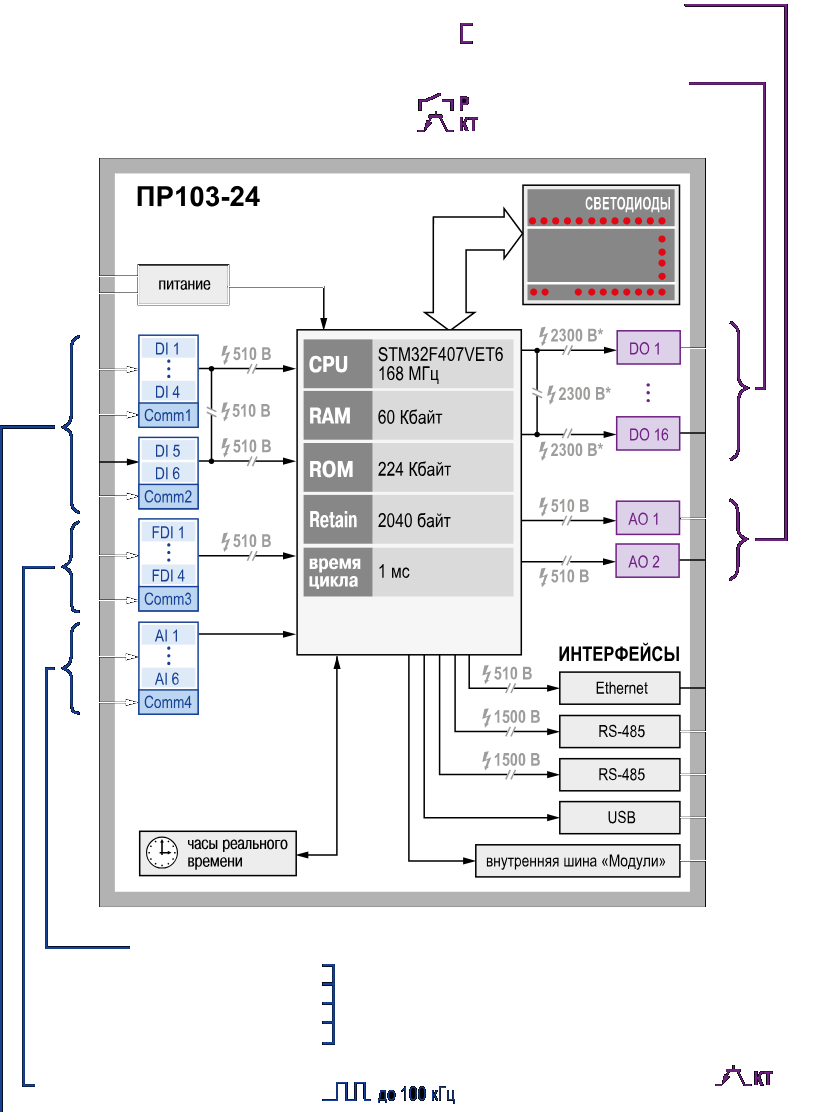 Р
КТ
ПР103-24
СВЕТОДИОДЫ
питание
DI 1
DI 4
Comm1
DI 5
DI 6
Comm2
FDI 1
FDI 4
Comm3
AI 1
AI 6
Comm4
510 В
510 В
510 В
510 В
CPU
STM32F407VET6
168 МГц
RAM
60 Кбайт
ROM
224 Кбайт
Retain
2040 байт
время
цикла
1 мс
2300 В*
2300 В*
2300 В*
DO 1
DO 16
510 В
510 В
AO 1
AO 2
ИНТЕРФЕЙСЫ
510 В
Ethernet
1500 В
RS-485
1500 В
RS-485
USB
внутренняя шина «Модули»
часы реального
времени
до 100 кГц
КТ